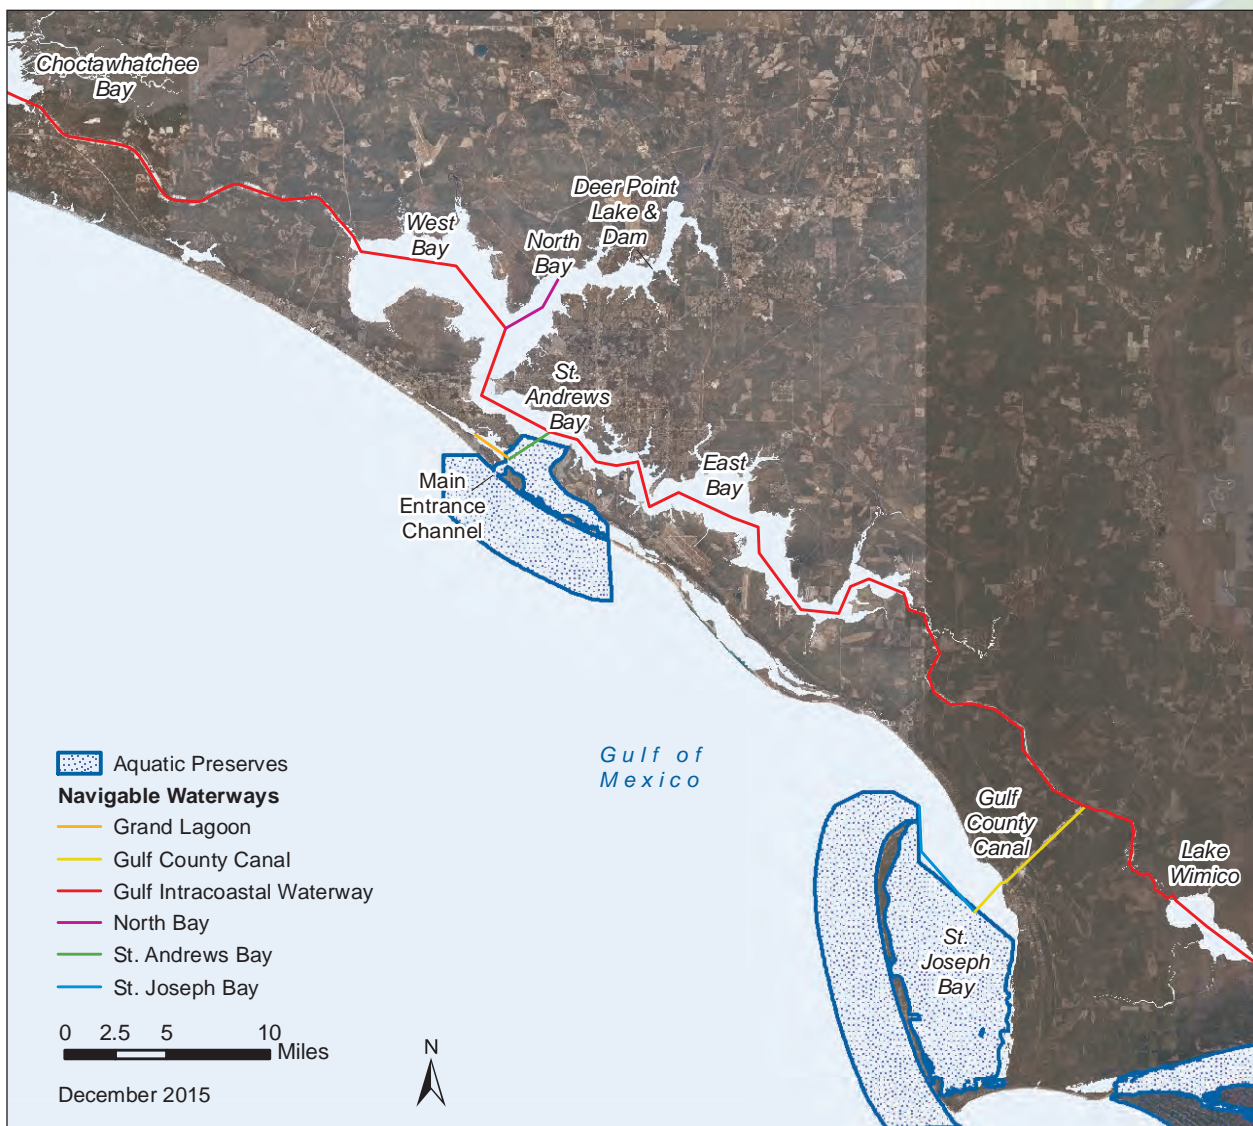 Choctawhatchee
Bay
Deer Point
Lake &
Dam
West
Bay
North
Bay
St.
Andrews
Bay
Main
Entrance
Channel
East
Bay
Gulf of
Mexico
Gulf
County
Canal
Lake
Wimico
St.
Joseph
Bay
Aquatic Preserves
Navigable Waterways
Grand Lagoon
Gulf County Canal
Gulf Intracoastal Waterway
North Bay
St. Andrews Bay
St. Joseph Bay
0 2.5 5 10
Miles
N
December 2015